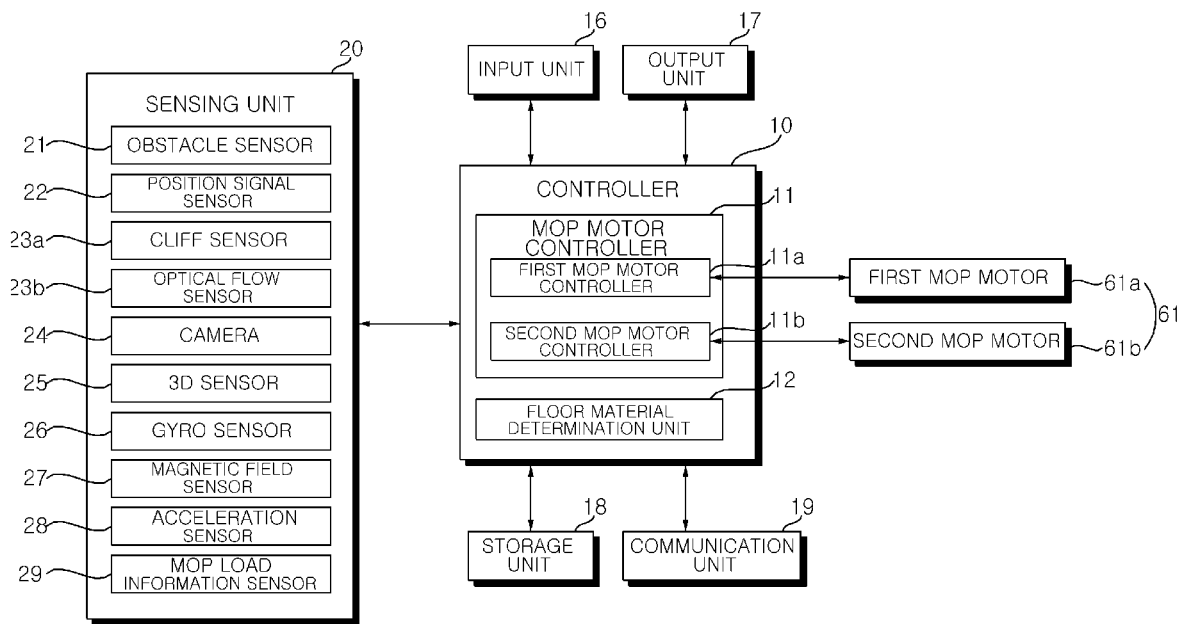 16
17
INPUT UNIT
OUTPUT
UNIT
20
SENSING UNIT
21
OBSTACLE SENSOR
22
POSITION SIGNAL
SENSOR
23a
CLIFF SENSOR
23b
OPTICAL FLOW
SENSOR
24
CAMERA
25
3D SENSOR
26
GYRO SENSOR
27
MAGNETIC FIELD
SENSOR
28
ACCELERATION
SENSOR
29
MOP LOAD
INFORMATION SENSOR
10
CONTROLLER
11
MOP MOTOR
CONTROLLER
11a
FIRST MOP MOTOR
CONTROLLER
11b
SECOND MOP MOTOR
CONTROLLER
12
FLOOR MATERIAL
DETERMINATION UNIT
FIRST MOP MOTOR
61a
61
SECOND MOP MOTOR
61b
18
STORAGE
UNIT
19
COMMUNICATION
UNIT